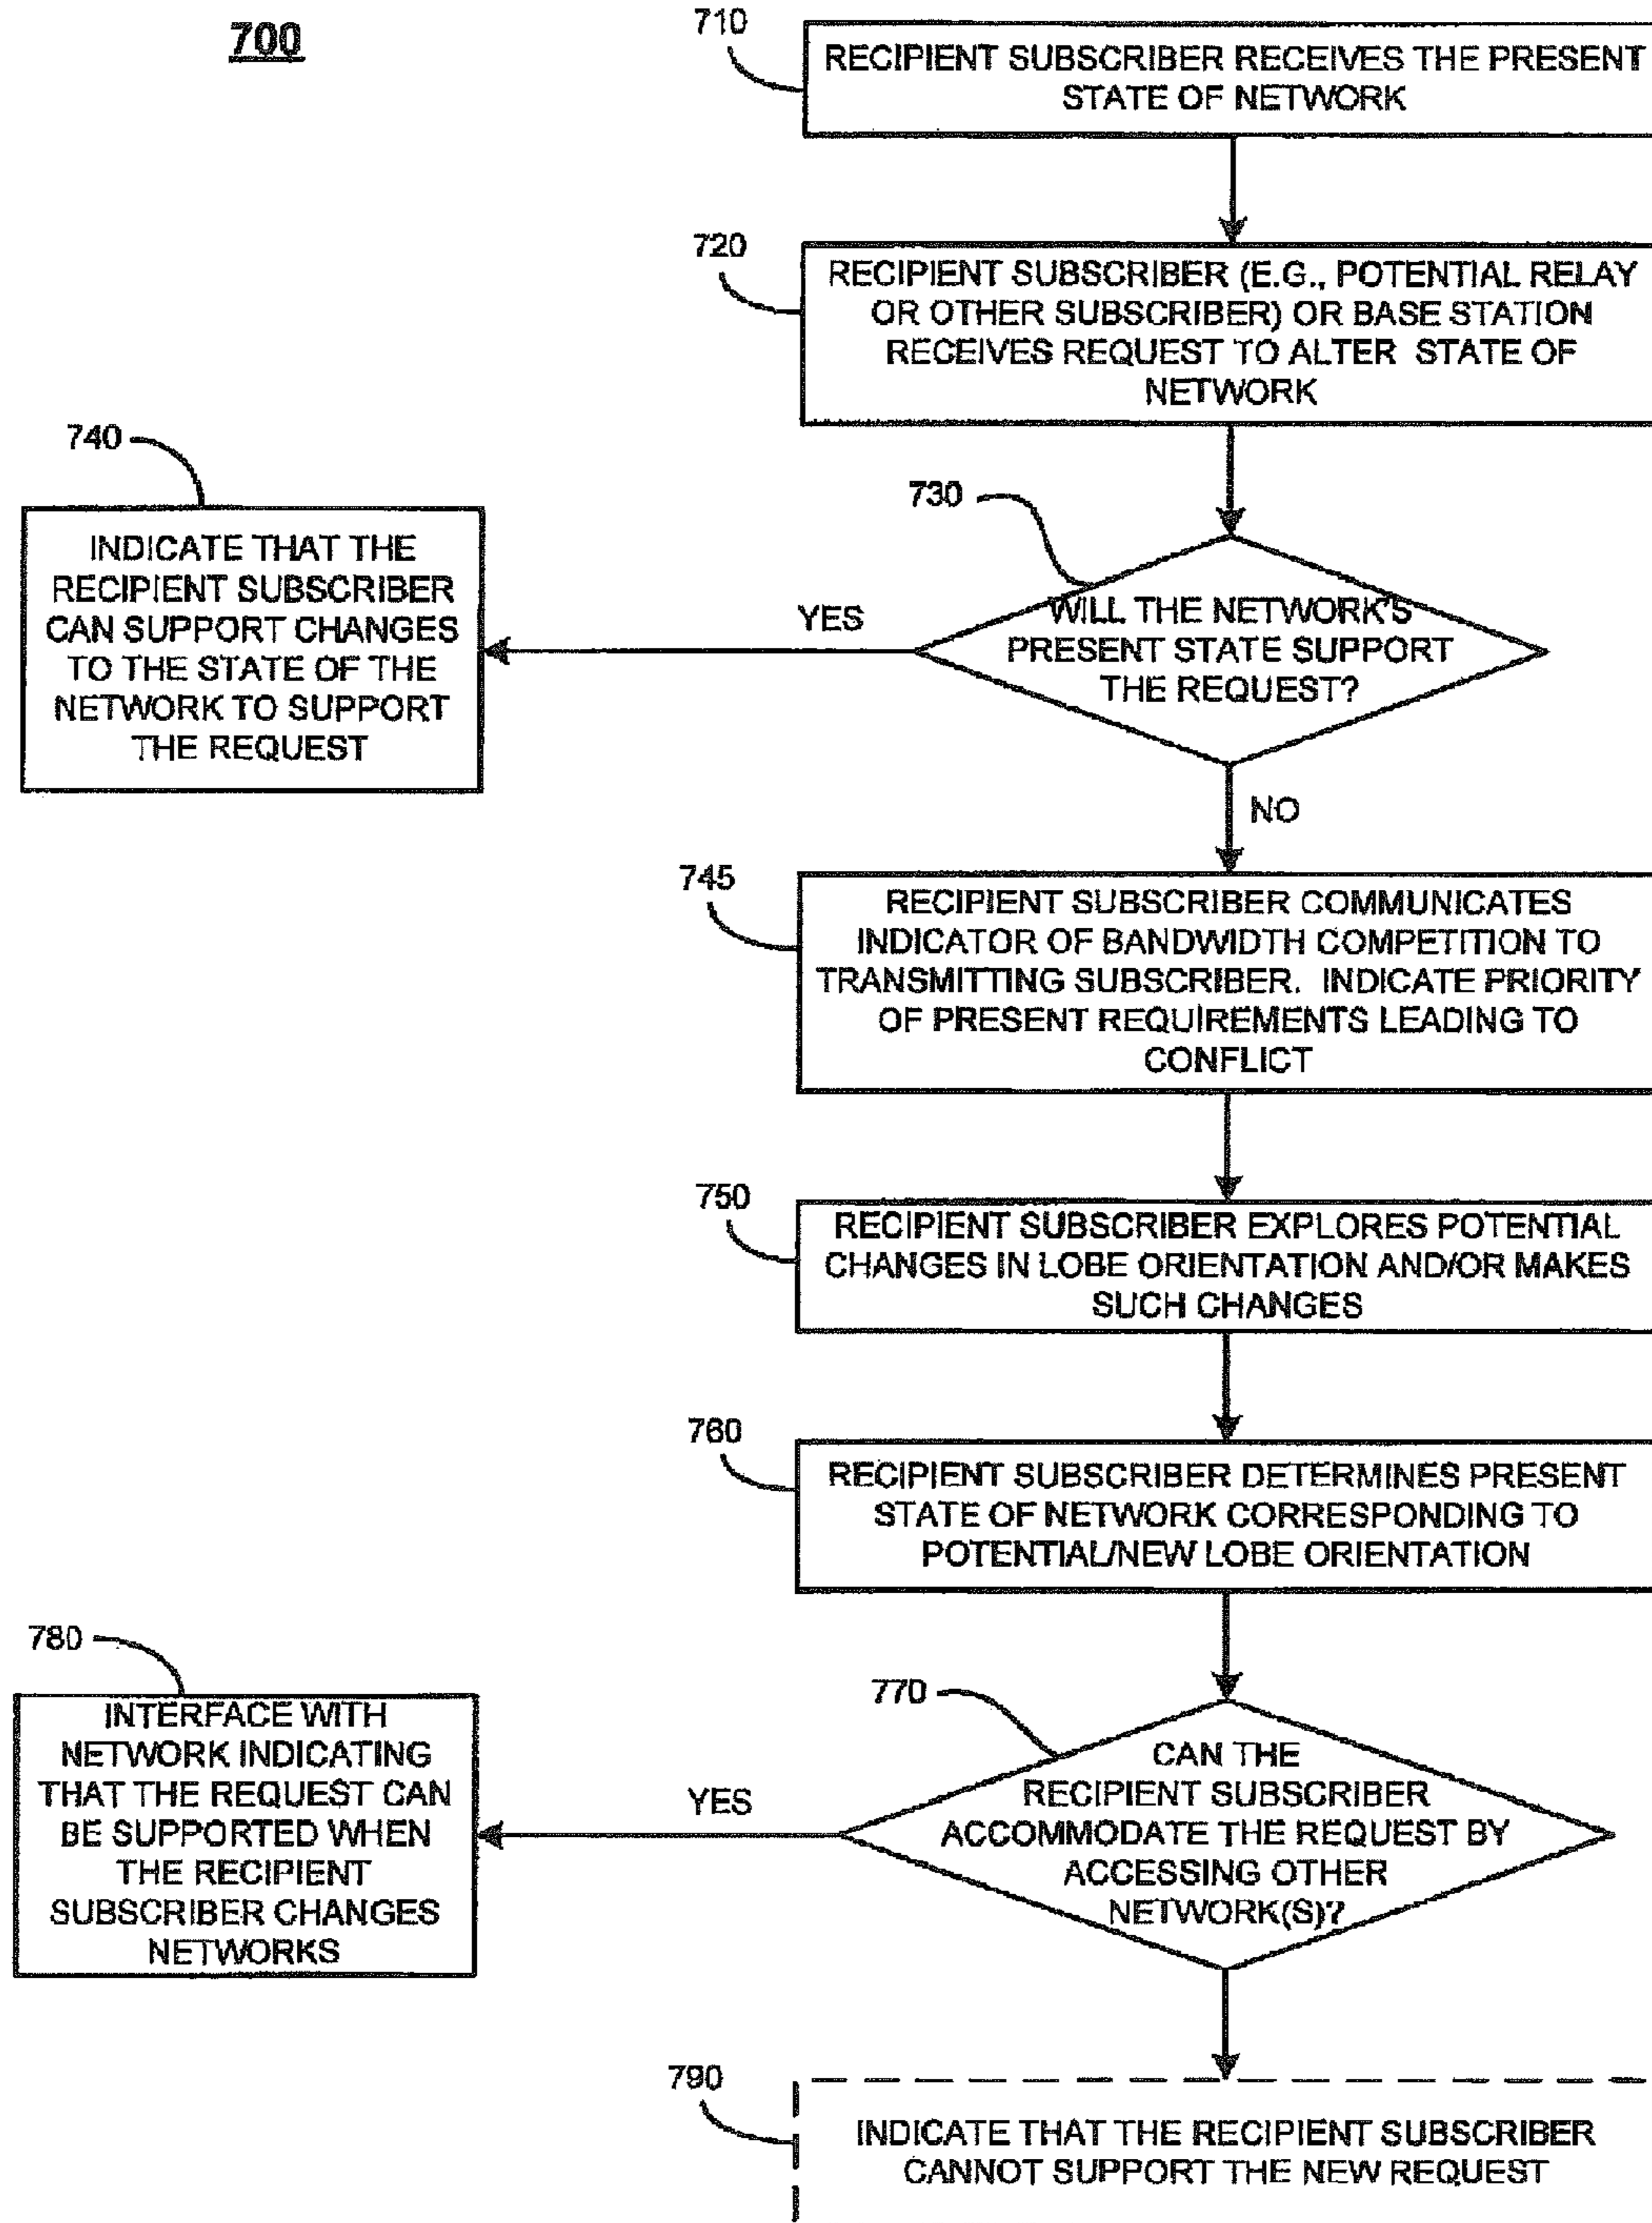 700
710
RECIPIENT SUBSCRIBER RECEIVES THE PRESENT
STATE OF NETWORK
720
RECIPIENT SUBSCRIBER (E.G., POTENTIAL RELAY
OR OTHER SUBSCRIBER) OR BASE STATION
RECEIVES REQUEST TO ALTER STATE OF
NETWORK
730
WILL THE NETWORK'S
PRESENT STATE SUPPORT
THE REQUEST?
YES
740
INDICATE THAT THE
RECIPIENT SUBSCRIBER
CAN SUPPORT CHANGES
TO THE STATE OF THE
NETWORK TO SUPPORT
THE REQUEST
NO
745
RECIPIENT SUBSCRIBER COMMUNICATES
INDICATOR OF BANDWIDTH COMPETITION TO
TRANSMITTING SUBSCRIBER. INDICATE PRIORITY
OF PRESENT REQUIREMENTS LEADING TO
CONFLICT
750
RECIPIENT SUBSCRIBER EXPLORES POTENTIAL
CHANGES IN LOBE ORIENTATION AND/OR MAKES
SUCH CHANGES
760
RECIPIENT SUBSCRIBER DETERMINES PRESENT
STATE OF NETWORK CORRESPONDING TO
POTENTIAL/NEW LOBE ORIENTATION
770
CAN THE
RECIPIENT SUBSCRIBER
ACCOMMODATE THE REQUEST BY
ACCESSING OTHER
NETWORK(S)?
YES
780
INTERFACE WITH
NETWORK INDICATING
THAT THE REQUEST CAN
BE SUPPORTED WHEN
THE RECIPIENT
SUBSCRIBER CHANGES
NETWORKS
790
INDICATE THAT THE RECIPIENT SUBSCRIBER
CANNOT SUPPORT THE NEW REQUEST